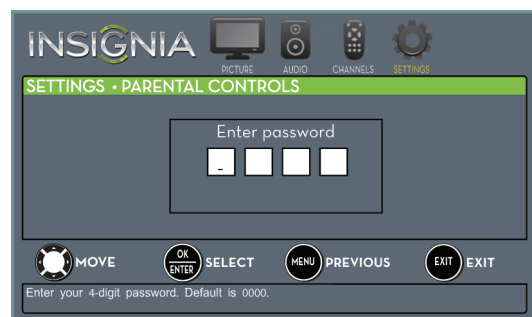 INSIGNIA
PICTURE AUDIO CHANNELS SETTINGS
SETTINGS • PARENTAL CONTROLS
Enter password
-
MOVE OK ENTER SELECT MENU PREVIOUS EXIT EXIT
Enter your 4-digit password. Default is 0000.